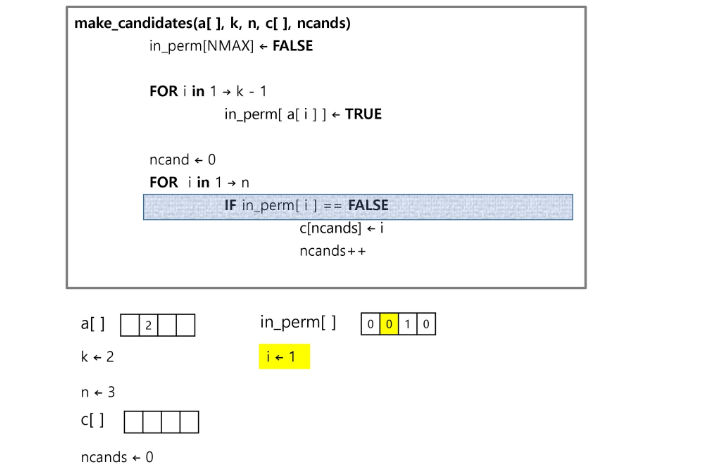 make_candidates(a[ ], k, n, c[ ], ncands)
in_perm[NMAX] ← FALSE
FOR i in 1 → k - 1
in_perm[ a[ i ] ] ← TRUE
ncand ← 0
FOR i in 1 → n
IF in_perm[ i ] == FALSE
c[ncands] ← i
ncands++
a[ ] 2
in_perm[ ] 0 0 1 0
k ← 2
i ← 1
n ← 3
c[ ]
ncands ← 0